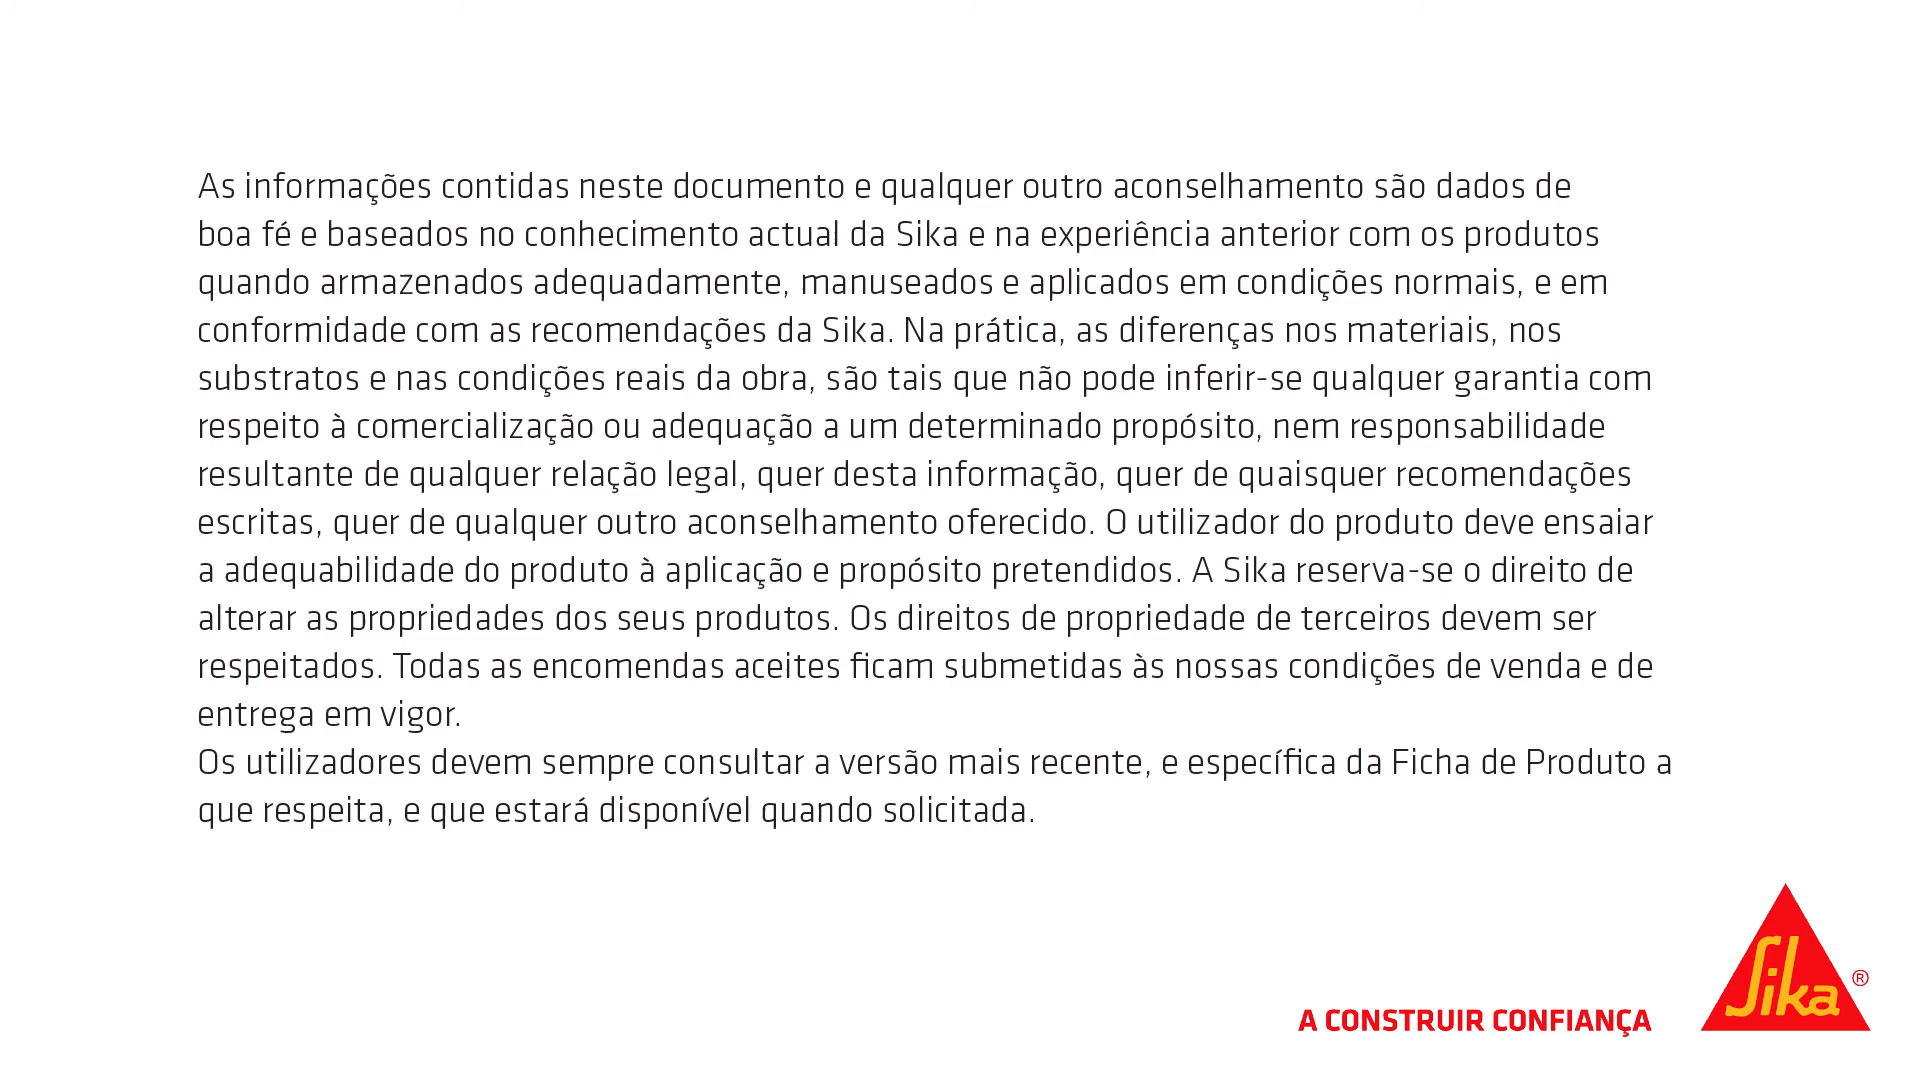 As informações contidas neste documento e qualquer outro aconselhamento são dados de
boa fé e baseados no conhecimento actual da Sika e na experiência anterior com os produtos
quando armazenados adequadamente, manuseados e aplicados em condições normais, e em
conformidade com as recomendações da Sika. Na prática, as diferenças nos materiais, nos
substratos e nas condições reais da obra, são tais que não pode inferir-se qualquer garantia com
respeito à comercialização ou adequação a um determinado propósito, nem responsabilidade
resultante de qualquer relação legal, quer desta informação, quer de quaisquer recomendações
escritas, quer de qualquer outro aconselhamento oferecido. O utilizador do produto deve ensaiar
a adequabilidade do produto à aplicação e propósito pretendidos. A Sika reserva-se o direito de
alterar as propriedades dos seus produtos. Os direitos de propriedade de terceiros devem ser
respeitados. Todas as encomendas aceites ficam submetidas às nossas condições de venda e de
entrega em vigor.
Os utilizadores devem sempre consultar a versão mais recente, e específica da Ficha de Produto a
que respeita, e que estará disponível quando solicitada.
A CONSTRUIR CONFIANÇA
Sika®